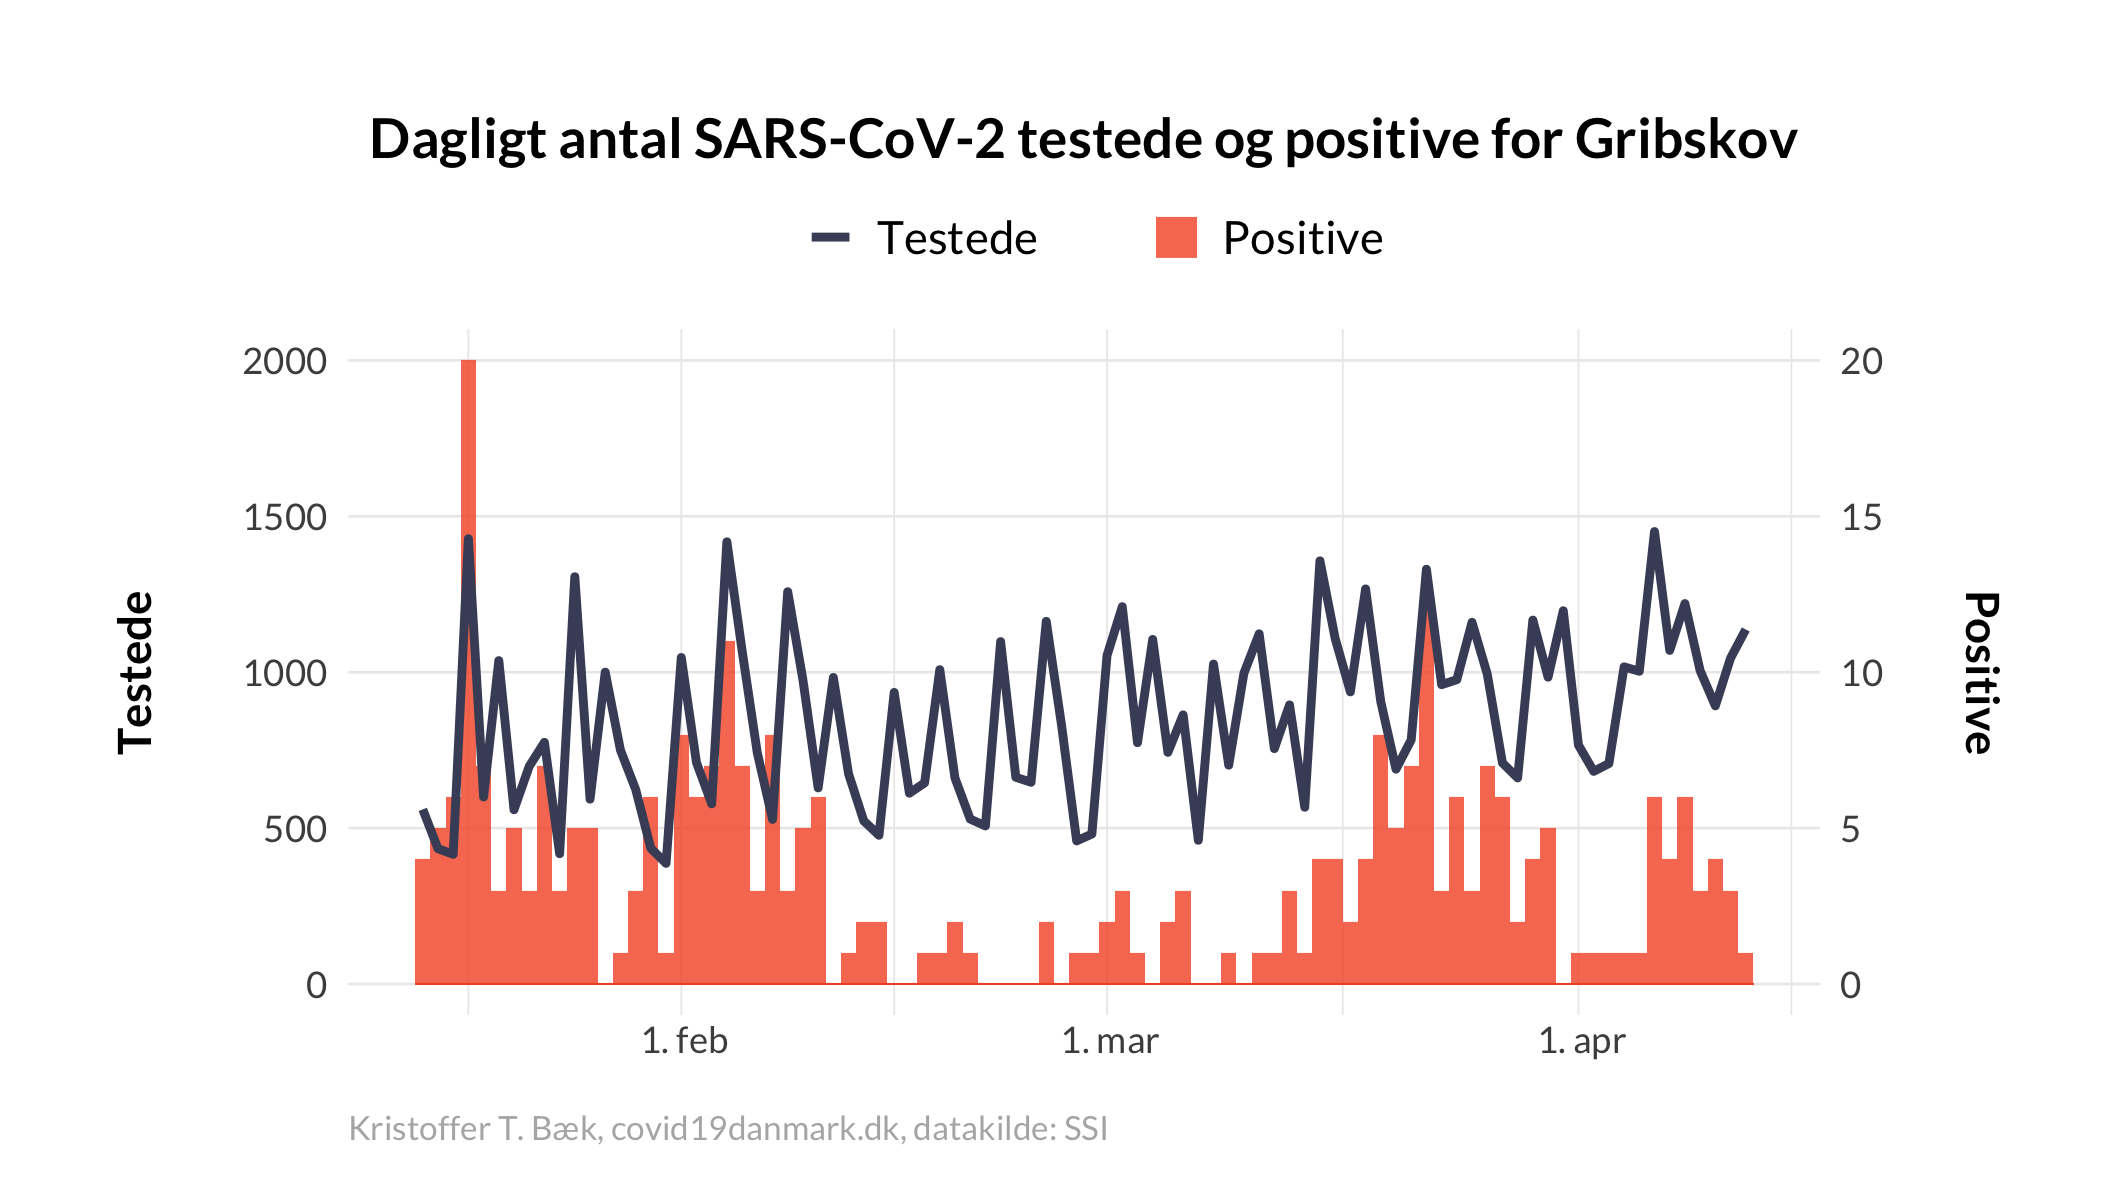 Dagligt antal SARS-CoV-2 testede og positive for Gribskov
Testede
Positive
2000
1500
1000
500
0
Testede
20
15
10
5
0
Positive
1. feb
1. mar
1. apr
Kristoffer T. Bæk, covid19danmark.dk, datakilde: SSI